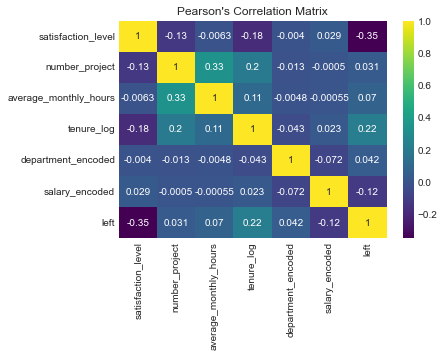 Pearson's Correlation Matrix
satisfaction_level 1 -0.13 -0.0063 -0.18 -0.004 0.029 -0.35
number_project -0.13 1 0.33 0.2 -0.013 -0.0005 0.031
average_monthly_hours -0.0063 0.33 1 0.11 -0.0048 -0.00055 0.07
tenure_log -0.18 0.2 0.11 1 -0.043 0.023 0.22
department_encoded -0.004 -0.013 -0.0048 -0.043 1 -0.072 0.042
salary_encoded 0.029 -0.0005 -0.00055 0.023 -0.072 1 -0.12
left -0.35 0.031 0.07 0.22 0.042 -0.12 1
satisfaction_level
number_project
average_monthly_hours
tenure_log
department_encoded
salary_encoded
left
1.0
0.8
0.6
0.4
0.2
0.0
−0.2